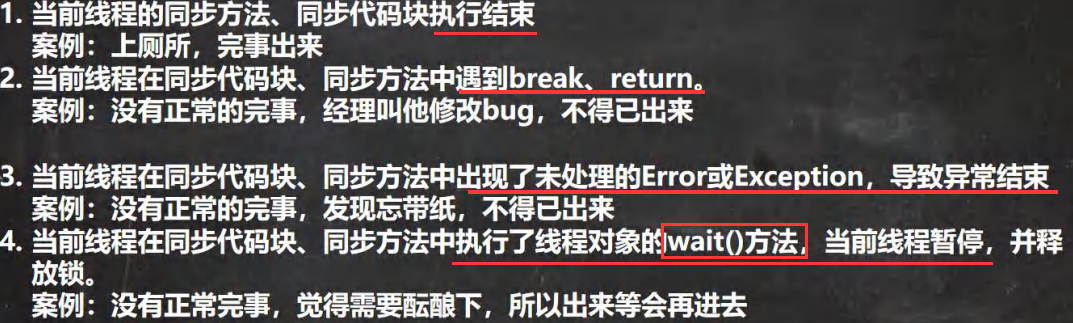 1. 当前线程的同步方法、同步代码块执行结束
案例：上厕所，完事出来
2. 当前线程在同步代码块、同步方法中遇到break、return。
案例：没有正常的完事，经理叫他修改bug，不得已出来
3. 当前线程在同步代码块、同步方法中出现了未处理的Error或Exception，导致异常结束
案例：没有正常的完事，发现忘带纸，不得已出来
4. 当前线程在同步代码块、同步方法中执行了线程对象的wait()方法，当前线程暂停，并释
放锁。
案例：没有正常完事，觉得需要酝酿下，所以出来等会再进去